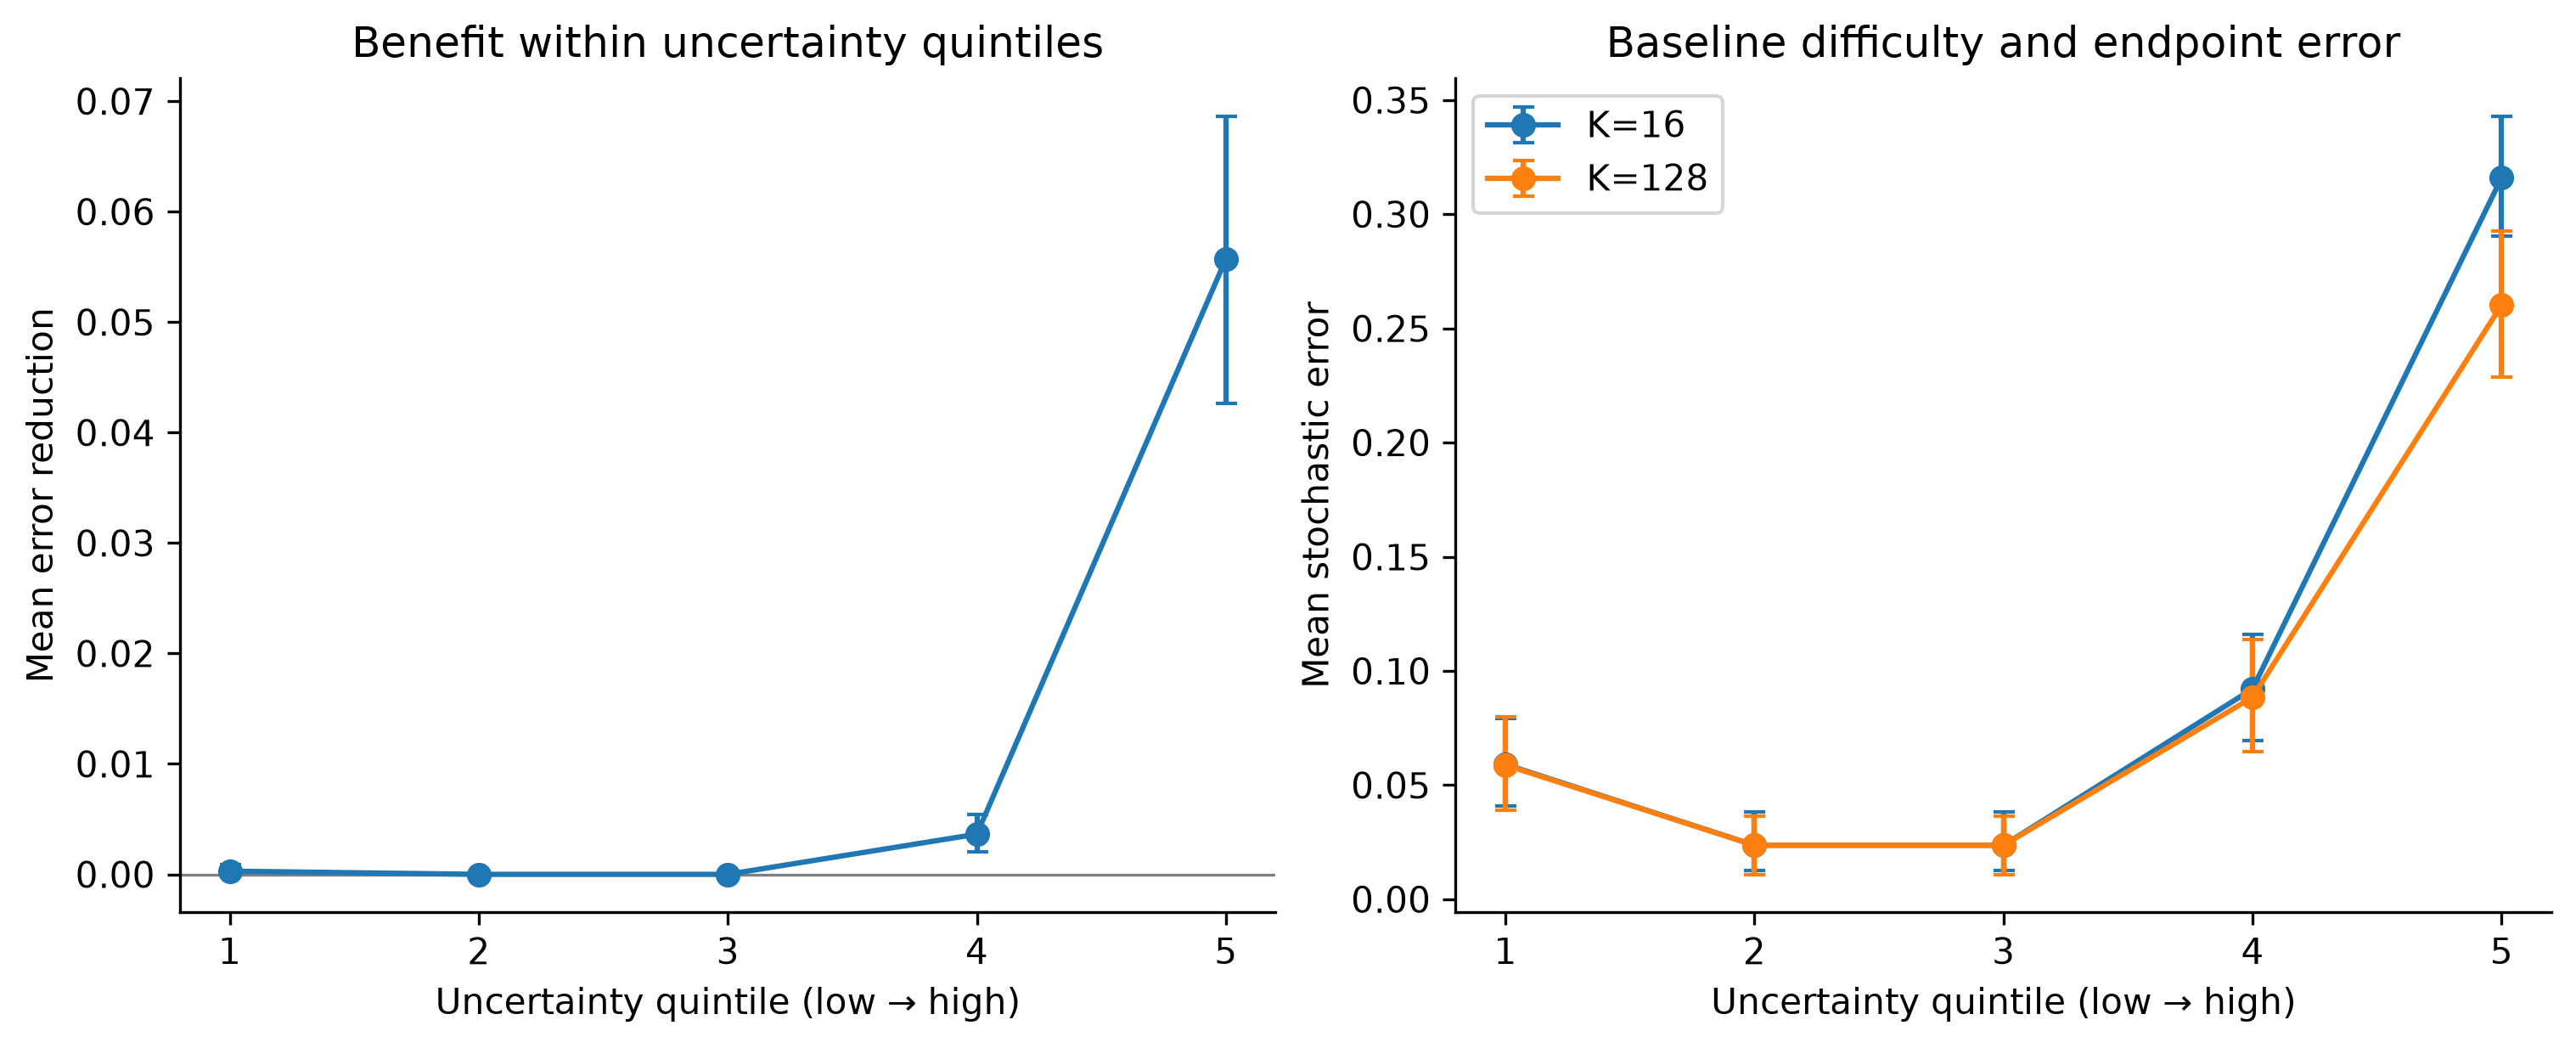 Benefit within uncertainty quintiles
Mean error reduction
0.07
0.06
0.05
0.04
0.03
0.02
0.01
0.00
1 2 3 4 5
Uncertainty quintile (low → high)
Baseline difficulty and endpoint error
Mean stochastic error
0.35
0.30
0.25
0.20
0.15
0.10
0.05
0.00
K=16
K=128
1 2 3 4 5
Uncertainty quintile (low → high)